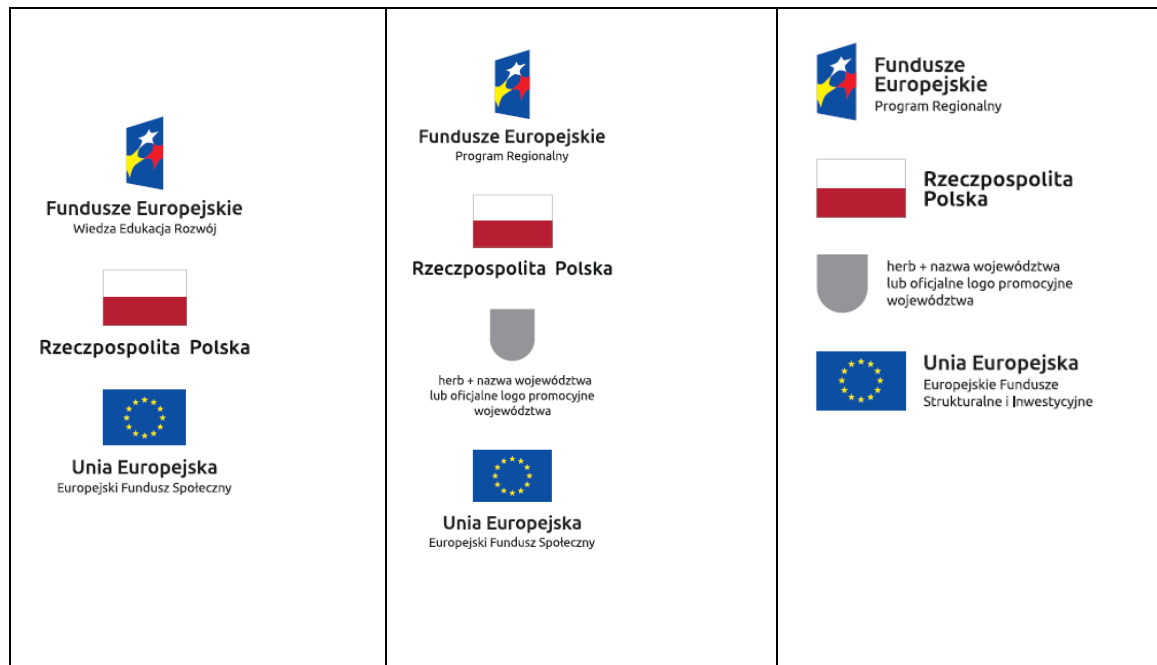 Fundusze Europejskie
Wiedza Edukacja Rozwój
Rzeczpospolita Polska
Unia Europejska
Europejski Fundusz Społeczny
Fundusze Europejskie
Program Regionalny
Rzeczpospolita Polska
herb + nazwa województwa
lub oficjalne logo promocyjne
województwa
Unia Europejska
Europejski Fundusz Społeczny
Fundusze
Europejskie
Program Regionalny
Rzeczpospolita
Polska
herb + nazwa województwa
lub oficjalne logo promocyjne
województwa
Unia Europejska
Europejskie Fundusze
Strukturalne i Inwestycyjne